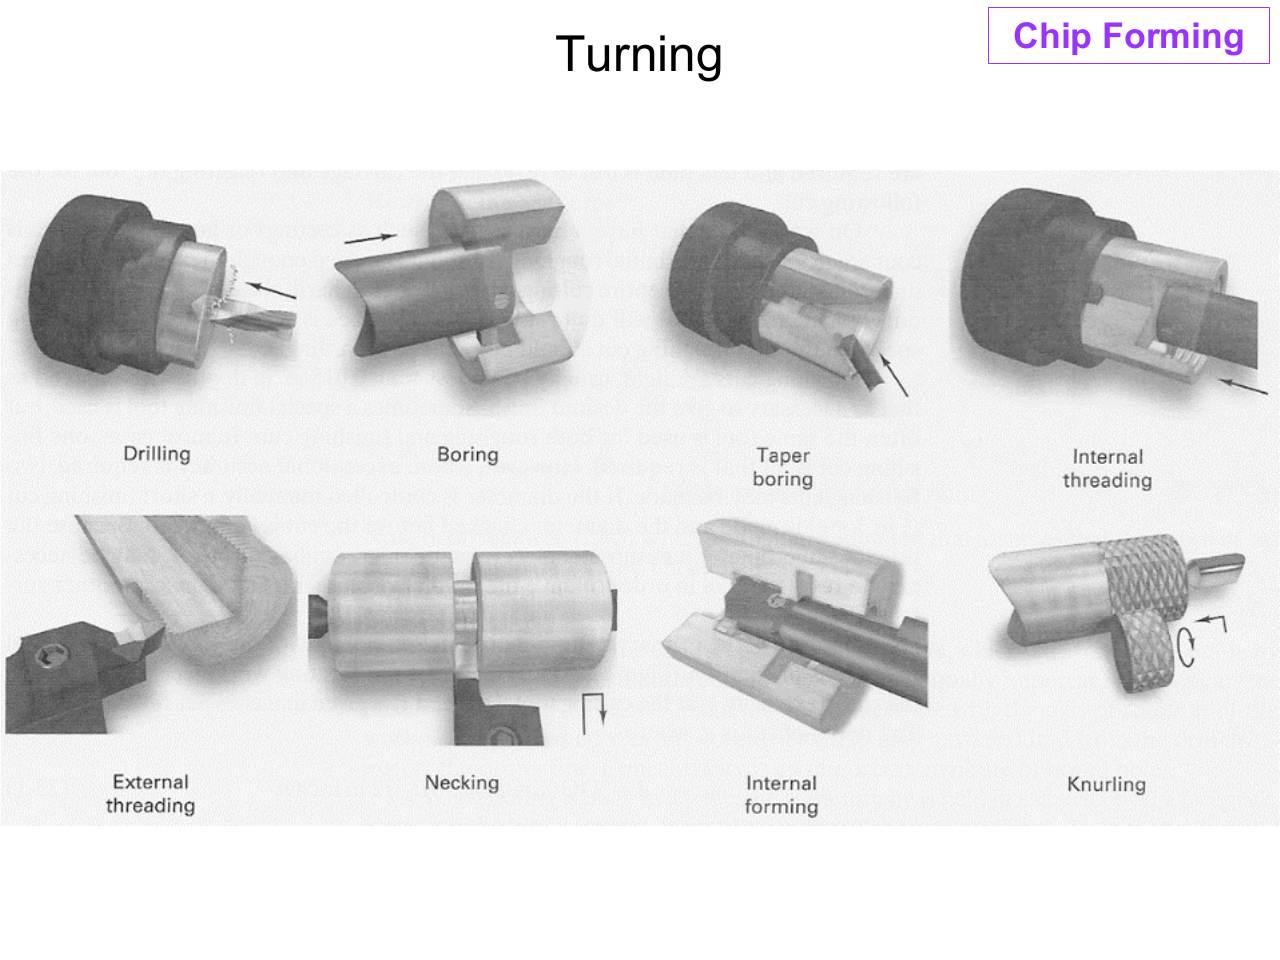 Turning
Chip Forming
Drilling
Boring
Taper
boring
Internal
threading
External
threading
Necking
Internal
forming
Knurling